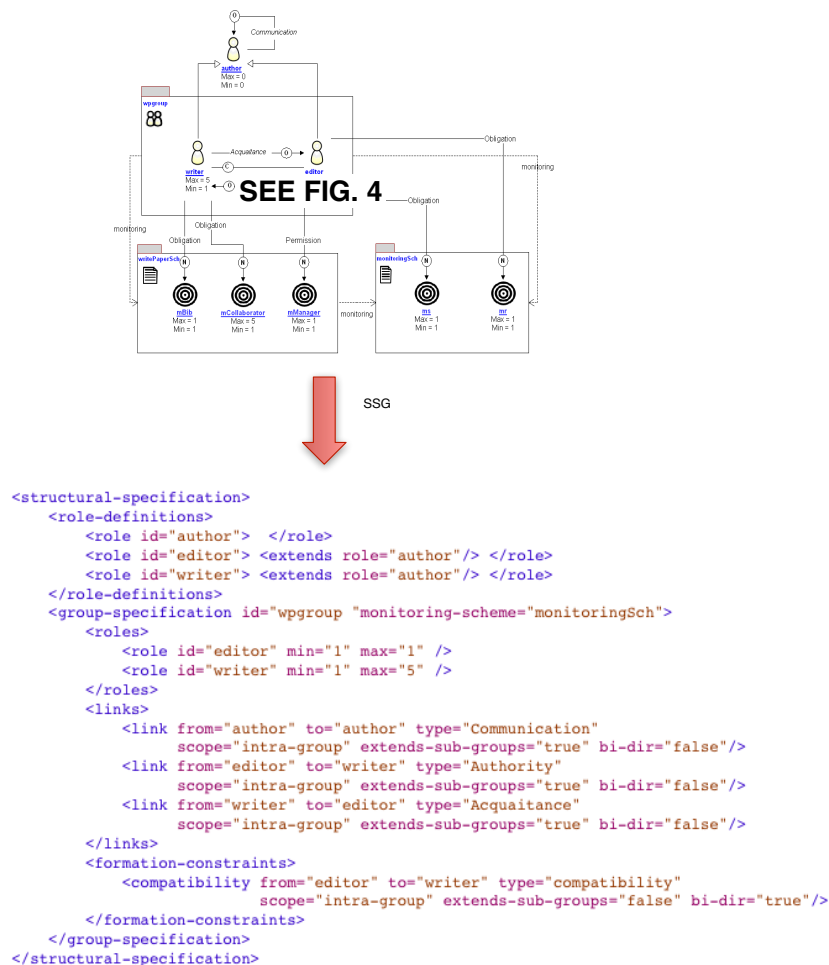 O
Communication
author
Max = 0
Min = 0
wpgroup
Acquaitance
O
C
writer
Max = 5
Min = 1
O
editor
SEE FIG. 4
Obligation
monitoring
Obligation
monitoring
Obligation
Obligation
Permission
writePaperSch
N
N
N
mBib
Max = 1
Min = 1
mCollaborator
Max = 5
Min = 1
mManager
Max = 1
Min = 1
monitoring
monitoringSch
N
N
ms
Max = 1
Min = 1
mr
Max = 1
Min = 1
SSG
<structural-specification>
<role-definitions>
<role id="author">  </role>
<role id="editor"> <extends role="author"/> </role>
<role id="writer"> <extends role="author"/> </role>
</role-definitions>
<group-specification id="wpgroup "monitoring-scheme="monitoringSch">
<roles>
<role id="editor" min="1" max="1" />
<role id="writer" min="1" max="5" />
</roles>
<links>
<link from="author" to="author" type="Communication"
scope="intra-group" extends-sub-groups="true" bi-dir="false"/>
<link from="editor" to="writer" type="Authority"
scope="intra-group" extends-sub-groups="true" bi-dir="false"/>
<link from="writer" to="editor" type="Acquaitance"
scope="intra-group" extends-sub-groups="true" bi-dir="false"/>
</links>
<formation-constraints>
<compatibility from="editor" to="writer" type="compatibility"
scope="intra-group" extends-sub-groups="false" bi-dir="true"/>
</formation-constraints>
</group-specification>
</structural-specification>